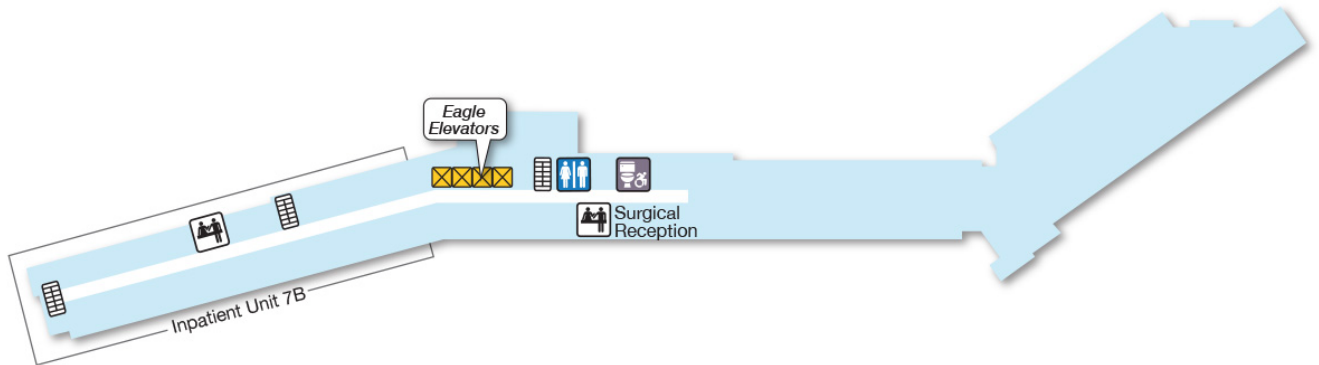 Eagle
Elevators
Surgical
Reception
Inpatient Unit 7B